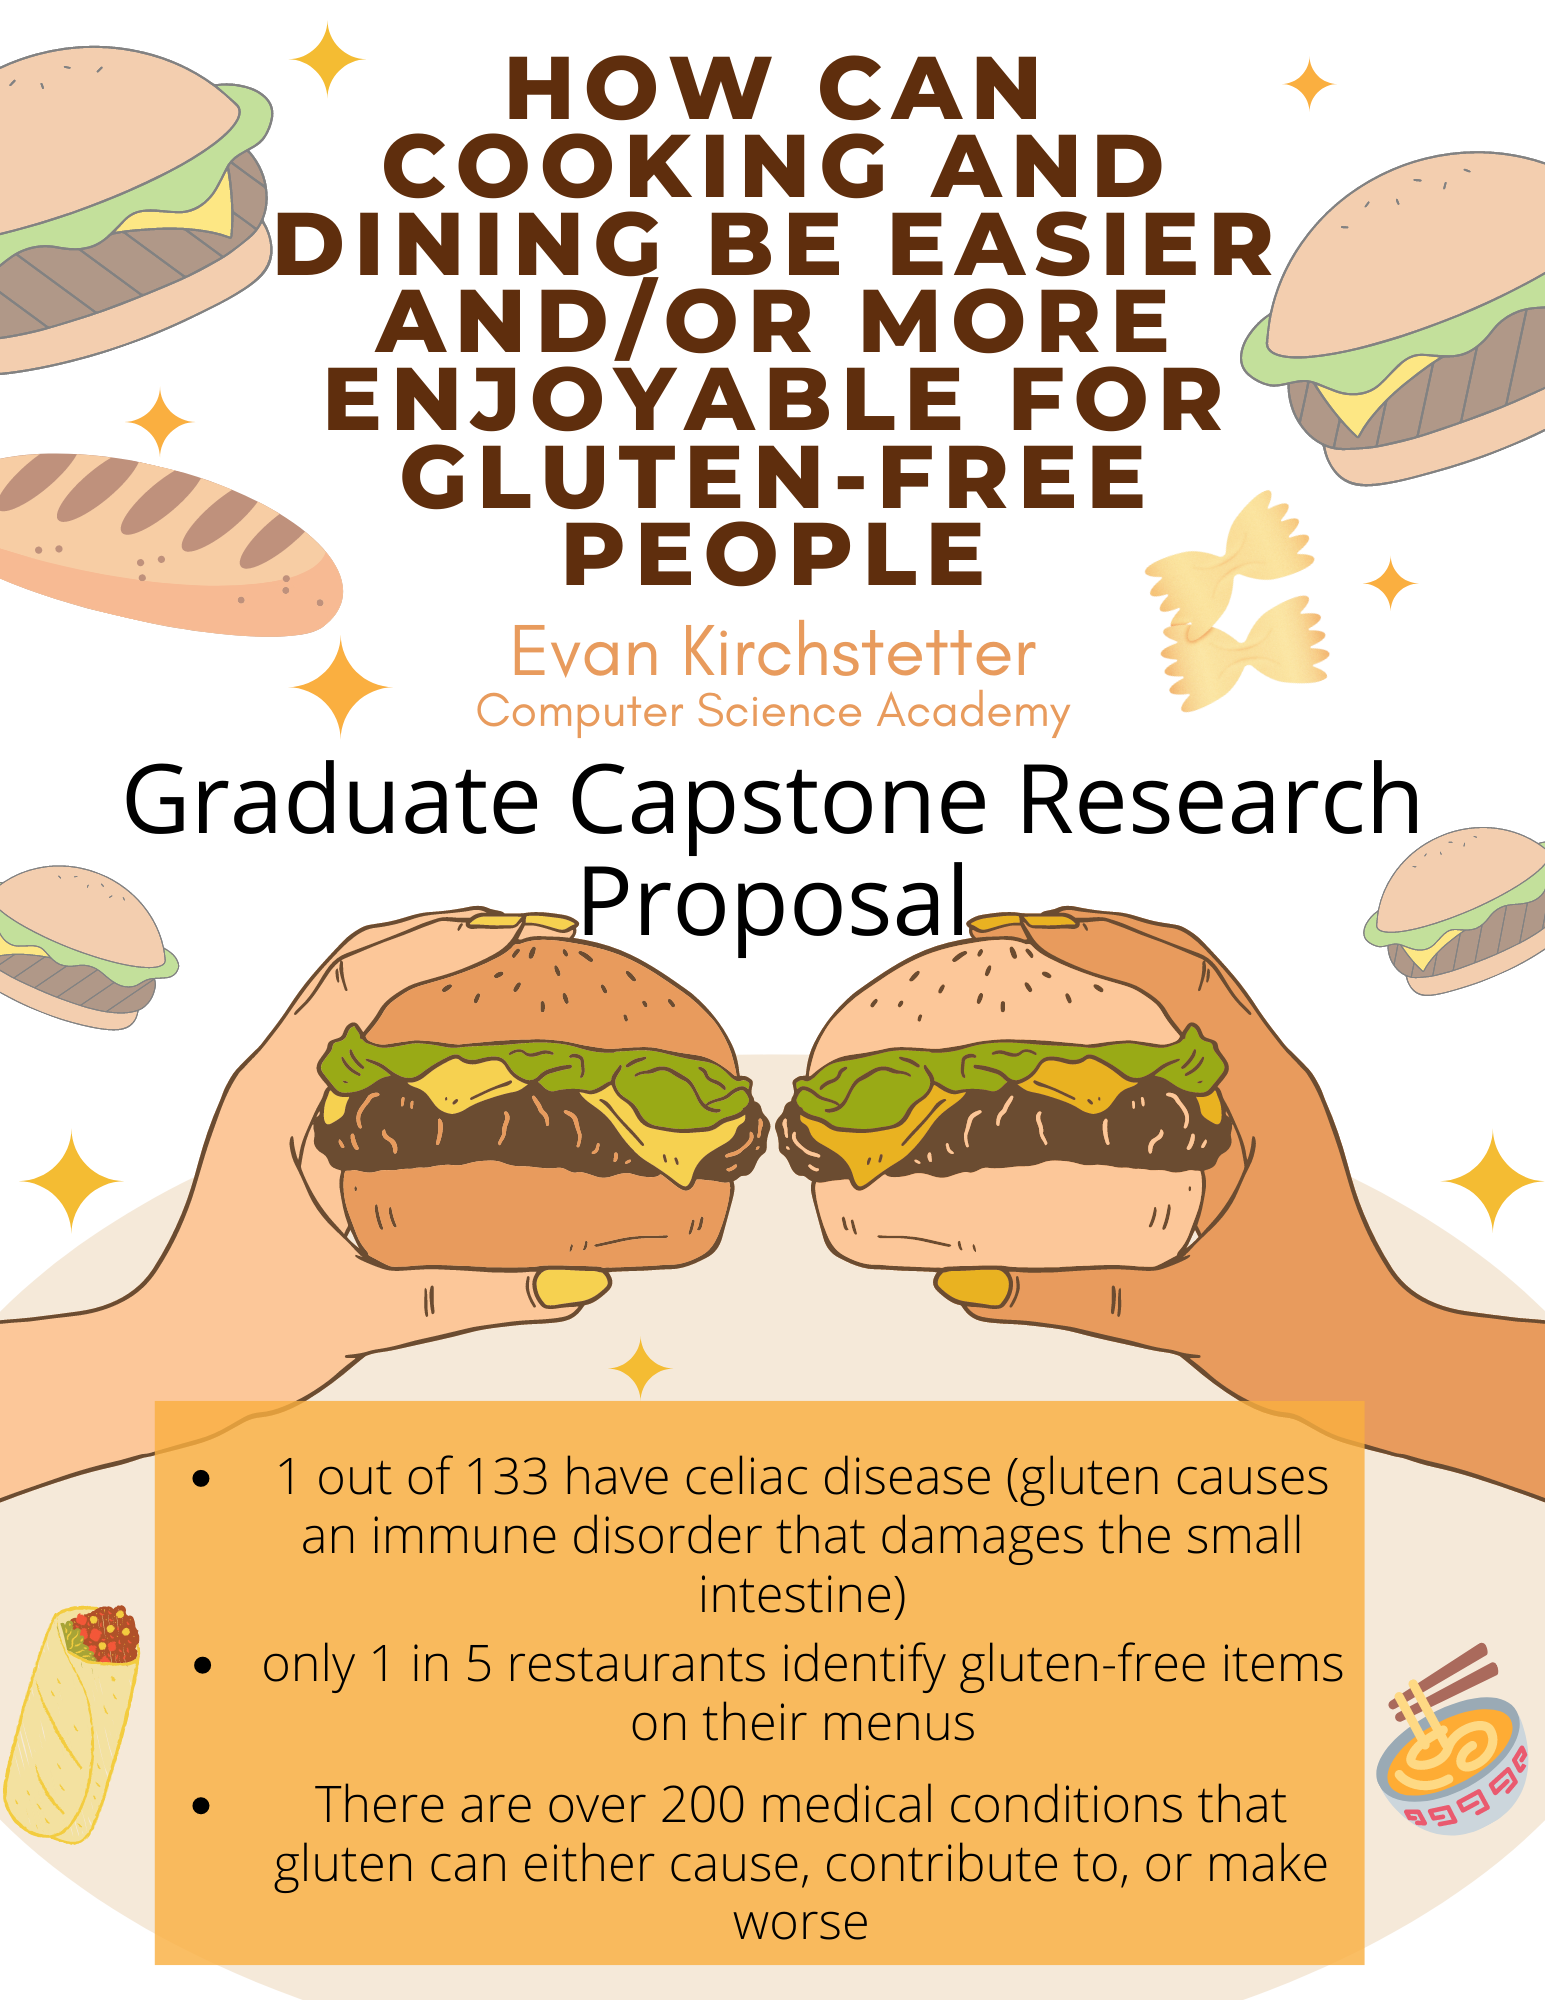 HOW CAN
COOKING AND
DINING BE EASIER
AND/OR MORE
ENJOYABLE FOR
GLUTEN-FREE
PEOPLE
Evan Kirchstetter
Computer Science Academy
Graduate Capstone Research
Proposal
• 1 out of 133 have celiac disease (gluten causes
an immune disorder that damages the small
intestine)
• only 1 in 5 restaurants identify gluten-free items
on their menus
• There are over 200 medical conditions that
gluten can either cause, contribute to, or make
worse